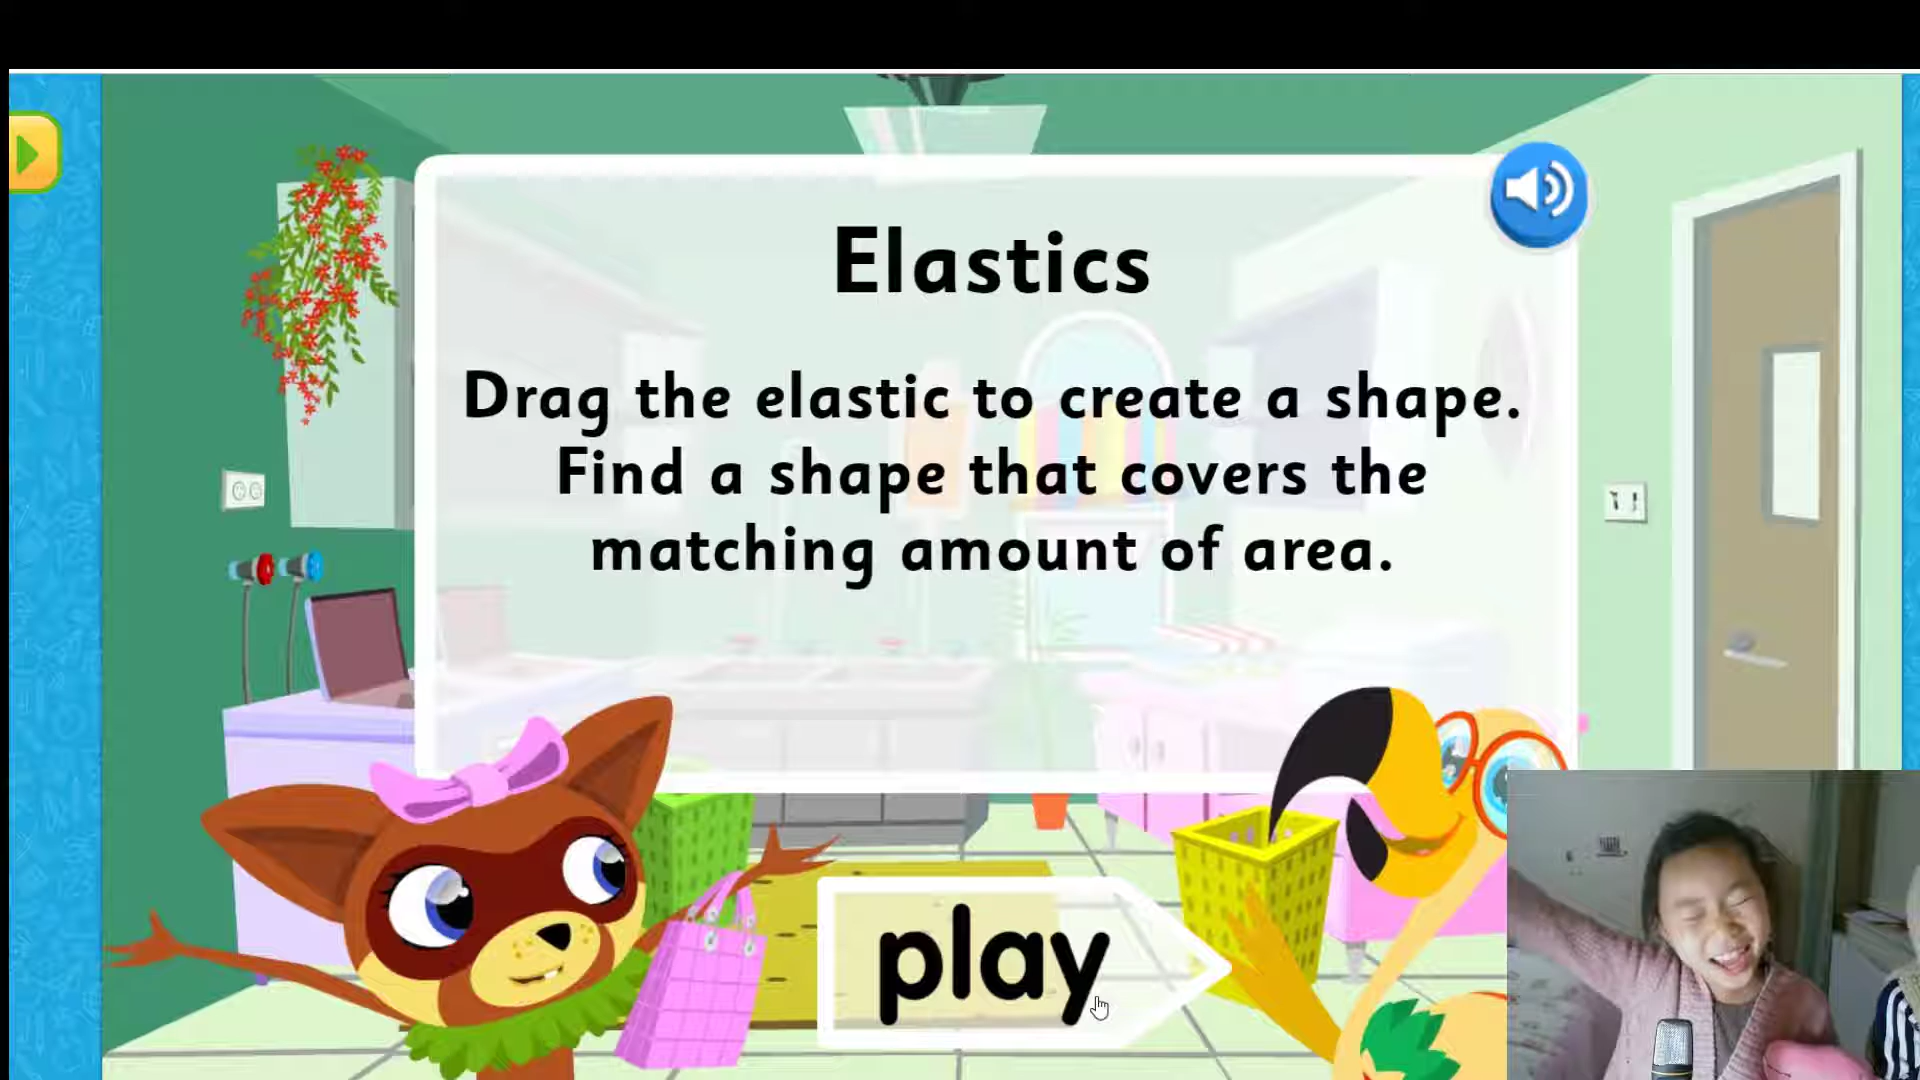 Elastics
Drag the elastic to create a shape.
Find a shape that covers the
matching amount of area.
play